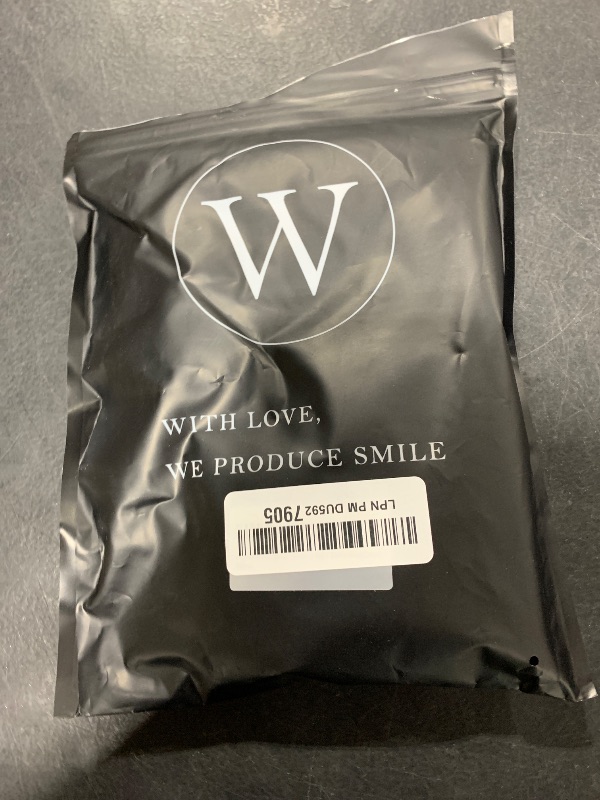 W
WITH LOVE,
WE PRODUCE SMILE
LPN PM DU592 7905